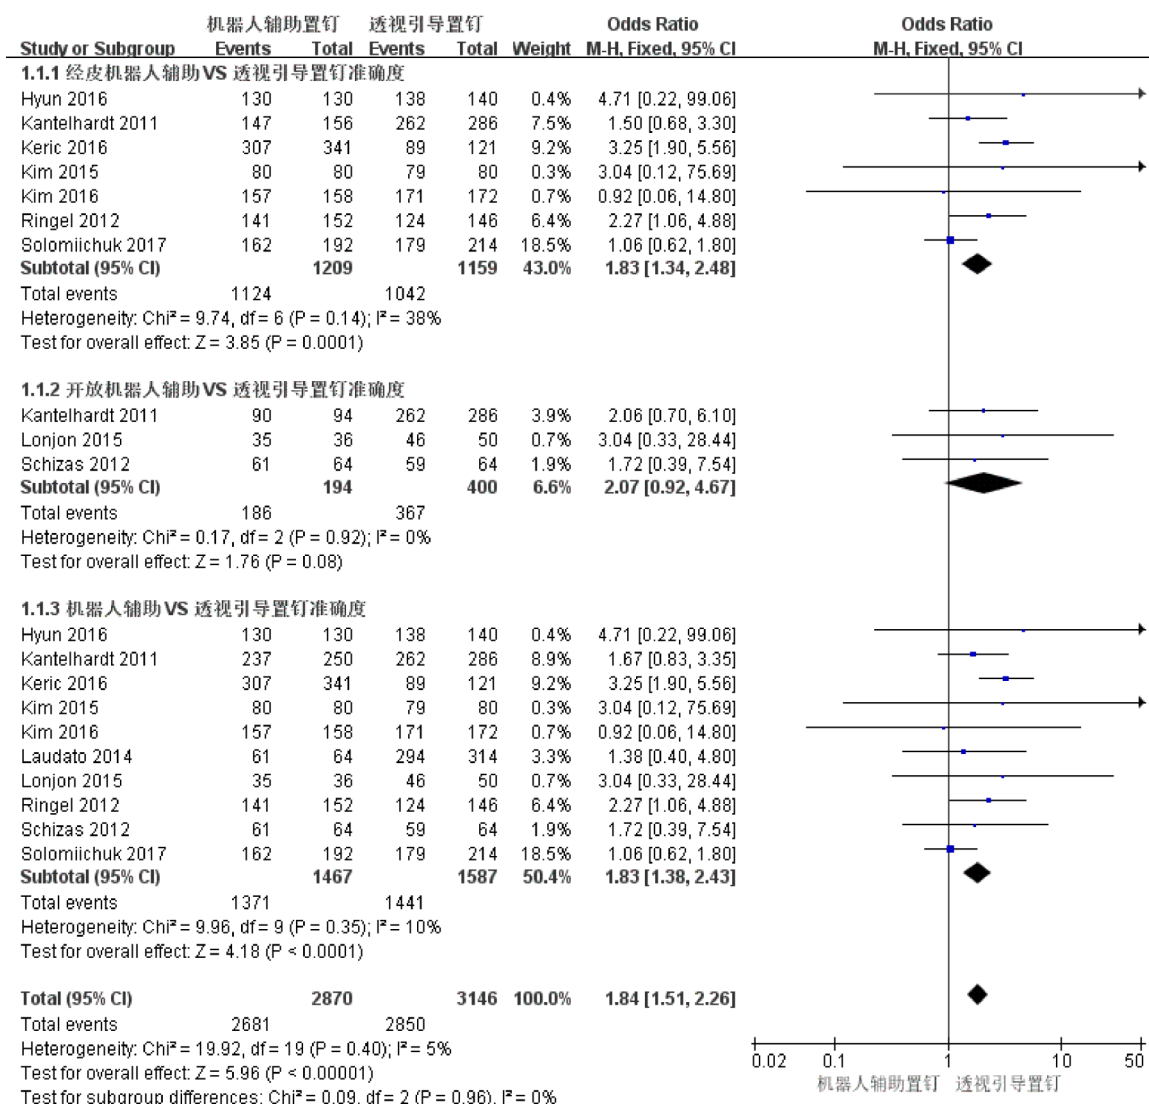 机器人辅助置钉 透视引导置钉 Odds Ratio Odds Ratio
Study or Subgroup Events Total Events Total Weight M-H, Fixed, 95% CI M-H, Fixed, 95% CI
1.1.1 经皮机器人辅助VS 透视引导置钉准确度
Hyun 2016 130 130 138 140 0.4% 4.71 [0.22, 99.06]
Kantelhardt 2011 147 156 262 286 7.5% 1.50 [0.68, 3.30]
Keric 2016 307 341 89 121 9.2% 3.25 [1.90, 5.56]
Kim 2015 80 80 79 80 0.3% 3.04 [0.12, 75.69]
Kim 2016 157 158 171 172 0.7% 0.92 [0.06, 14.80]
Ringel 2012 141 152 124 146 6.4% 2.27 [1.06, 4.88]
Solomiichuk 2017 162 192 179 214 18.5% 1.06 [0.62, 1.80]
Subtotal (95% CI) 1209 1159 43.0% 1.83 [1.34, 2.48]
Total events 1124 1042
Heterogeneity: Chi² = 9.74, df = 6 (P = 0.14); I² = 38%
Test for overall effect: Z = 3.85 (P = 0.0001)
1.1.2 开放机器人辅助VS 透视引导置钉准确度
Kantelhardt 2011 90 94 262 286 3.9% 2.06 [0.70, 6.10]
Lonjon 2015 35 36 46 50 0.7% 3.04 [0.33, 28.44]
Schizas 2012 61 64 59 64 1.9% 1.72 [0.39, 7.54]
Subtotal (95% CI) 194 400 6.6% 2.07 [0.92, 4.67]
Total events 186 367
Heterogeneity: Chi² = 0.17, df = 2 (P = 0.92); I² = 0%
Test for overall effect: Z = 1.76 (P = 0.08)
1.1.3 机器人辅助VS 透视引导置钉准确度
Hyun 2016 130 130 138 140 0.4% 4.71 [0.22, 99.06]
Kantelhardt 2011 237 250 262 286 8.9% 1.67 [0.83, 3.35]
Keric 2016 307 341 89 121 9.2% 3.25 [1.90, 5.56]
Kim 2015 80 80 79 80 0.3% 3.04 [0.12, 75.69]
Kim 2016 157 158 171 172 0.7% 0.92 [0.06, 14.80]
Laudato 2014 61 64 294 314 3.3% 1.38 [0.40, 4.80]
Lonjon 2015 35 36 46 50 0.7% 3.04 [0.33, 28.44]
Ringel 2012 141 152 124 146 6.4% 2.27 [1.06, 4.88]
Schizas 2012 61 64 59 64 1.9% 1.72 [0.39, 7.54]
Solomiichuk 2017 162 192 179 214 18.5% 1.06 [0.62, 1.80]
Subtotal (95% CI) 1467 1587 50.4% 1.83 [1.38, 2.43]
Total events 1371 1441
Heterogeneity: Chi² = 9.96, df = 9 (P = 0.35); I² = 10%
Test for overall effect: Z = 4.18 (P < 0.0001)
Total (95% CI) 2870 3146 100.0% 1.84 [1.51, 2.26]
Total events 2681 2850
Heterogeneity: Chi² = 19.92, df = 19 (P = 0.40); I² = 5%
Test for overall effect: Z = 5.96 (P < 0.00001)
Test for subgroup differences: Chi² = 0.09, df = 2 (P = 0.96), I² = 0%
0.02 0.1 1 10 50
机器人辅助置钉 透视引导置钉